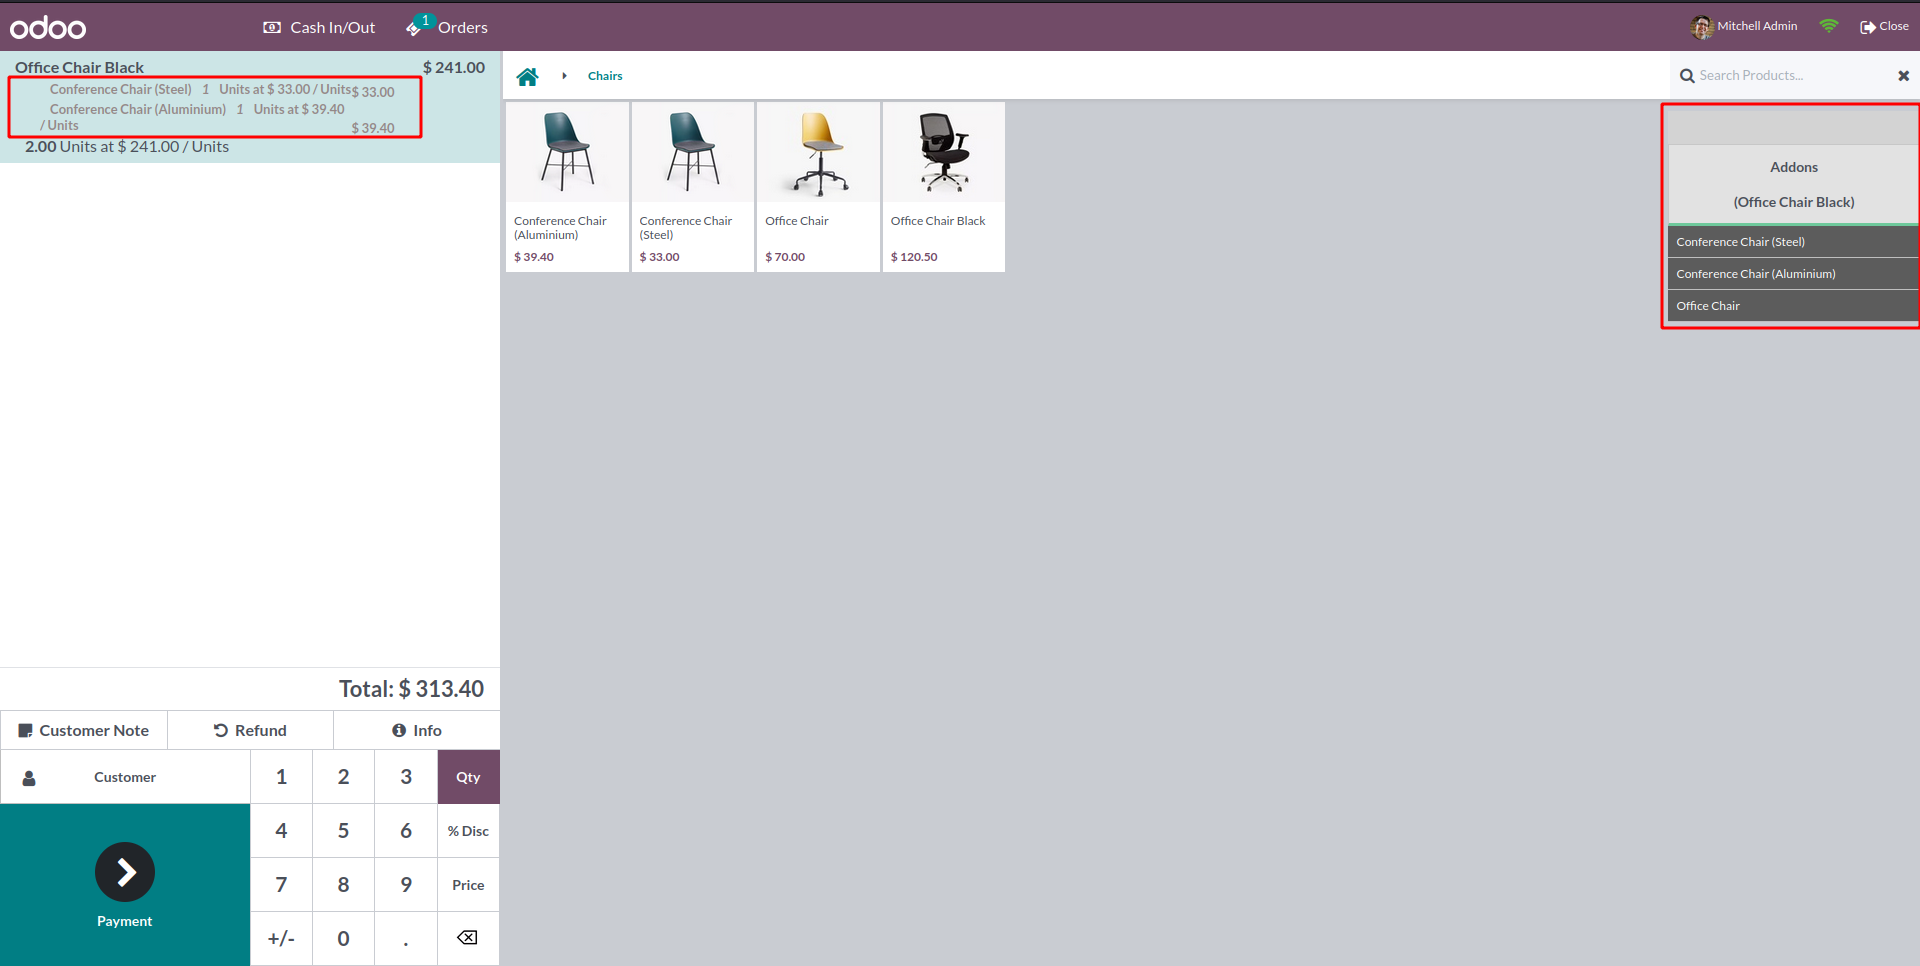 odoo
Cash In/Out
1
Orders
Mitchell Admin
Close
Office Chair Black
$ 241.00
Conference Chair (Steel) 1 Units at $ 33.00 / Units
$ 33.00
Conference Chair (Aluminium) 1 Units at $ 39.40
/ Units
$ 39.40
2.00 Units at $ 241.00 / Units
Chairs
Search Products...
Conference Chair
(Aluminium)
$ 39.40
Conference Chair
(Steel)
$ 33.00
Office Chair
$ 70.00
Office Chair Black
$ 120.50
Addons
(Office Chair Black)
Conference Chair (Steel)
Conference Chair (Aluminium)
Office Chair
Total: $ 313.40
Customer Note
Refund
Info
Customer
Payment
1 2 3 Qty
4 5 6 % Disc
7 8 9 Price
+/- 0 .